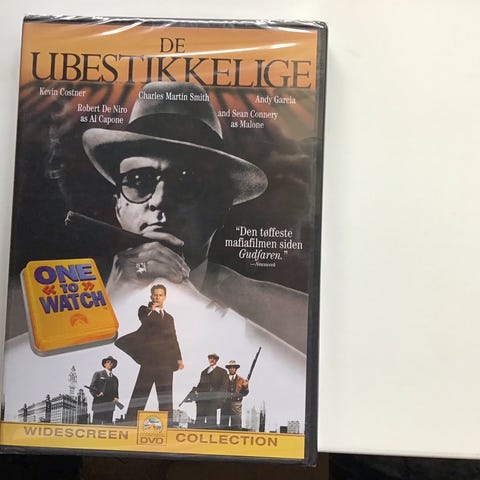 DE
UBESTIKKELIGE
Kevin Costner
Charles Martin Smith
Andy Garcia
Robert De Niro
as Al Capone
and Sean Connery
as Malone
"Den tøffeste
mafiafilmen siden
Gudfaren."
—Newsweek
ONE
« TO »
WATCH
WIDESCREEN
DVD
COLLECTION